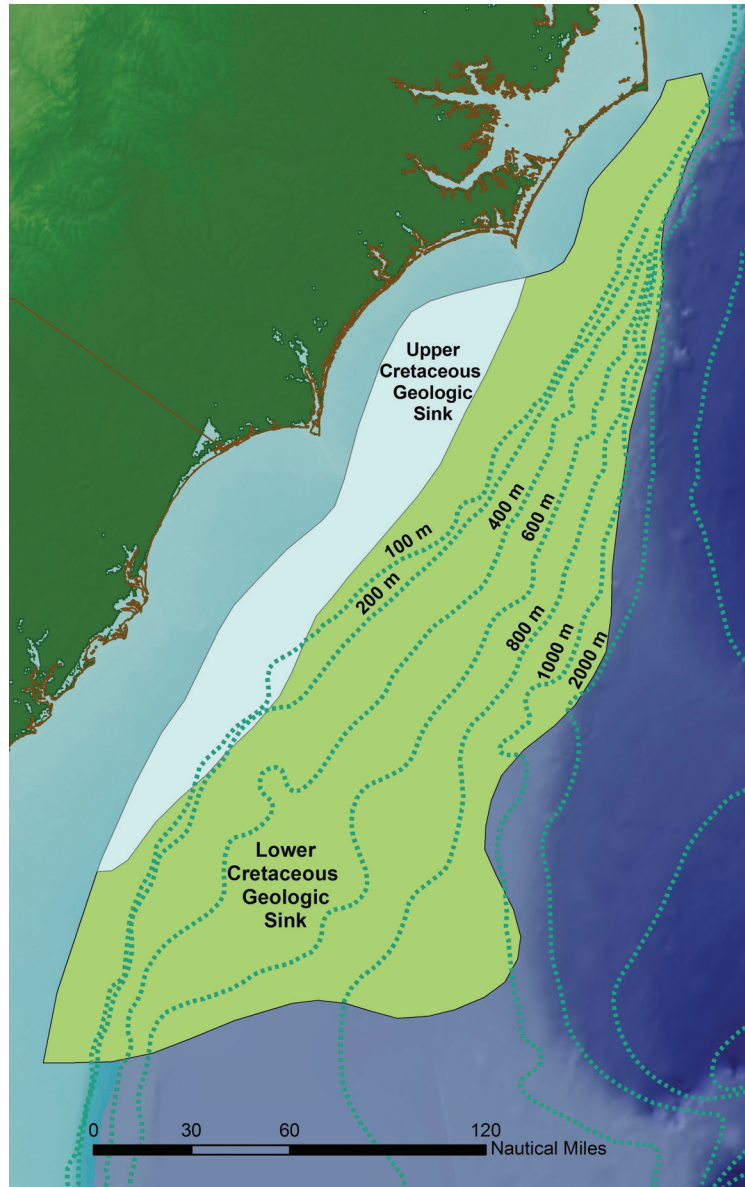 Upper
Cretaceous
Geologic
Sink
100 m
200 m
400 m
600 m
800 m
1000 m
2000 m
Lower
Cretaceous
Geologic
Sink
0 30 60 120
Nautical Miles